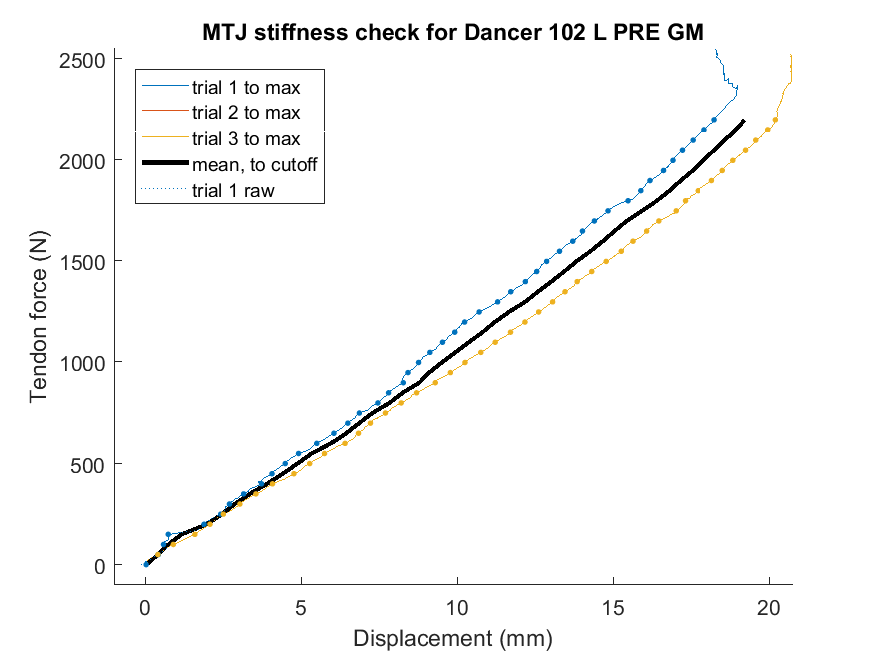 MTJ stiffness check for Dancer 102 L PRE GM
2500
2000
1500
1000
500
0
Tendon force (N)
trial 1 to max
trial 2 to max
trial 3 to max
mean, to cutoff
trial 1 raw
0 5 10 15 20
Displacement (mm)